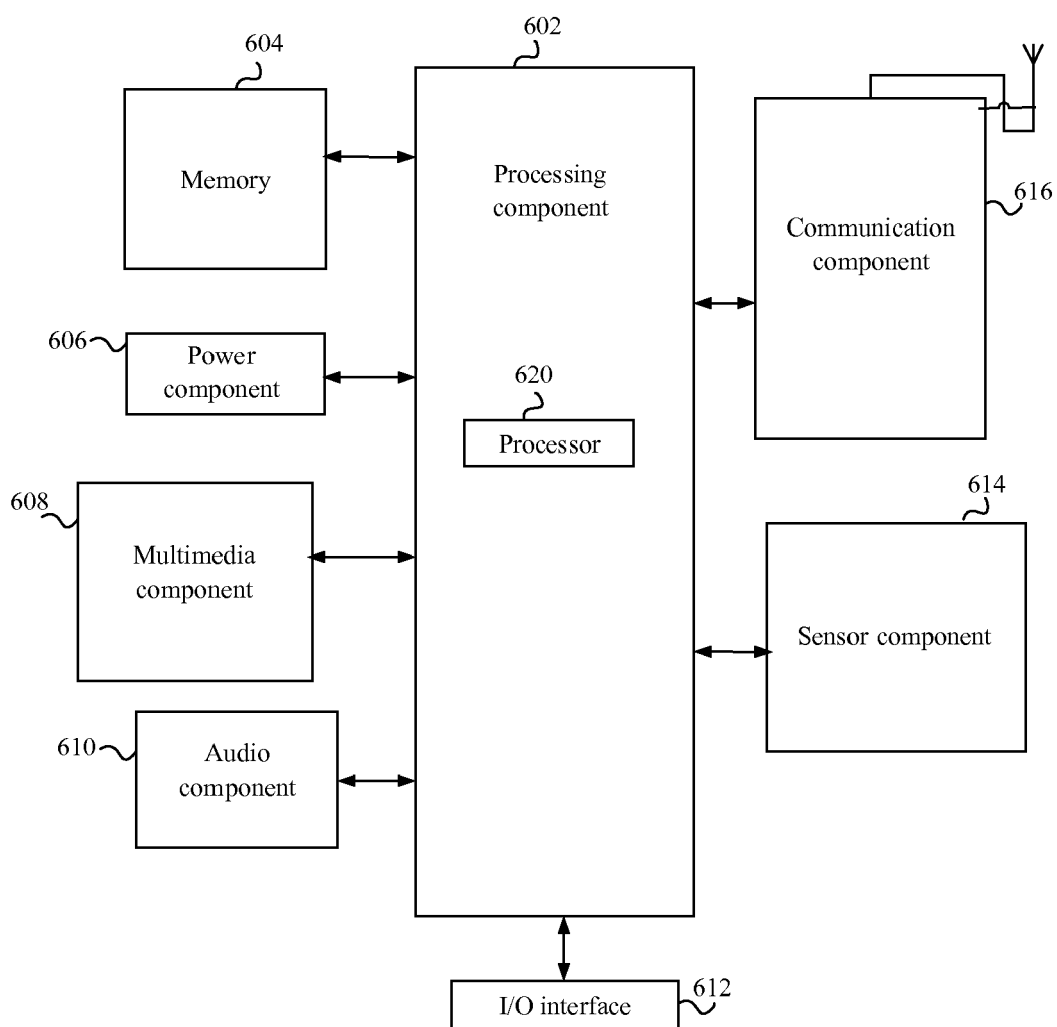 604
602
Memory
Processing
component
Communication
component
616
606
Power
component
620
Processor
608
Multimedia
component
614
Sensor component
610
Audio
component
I/O interface
612